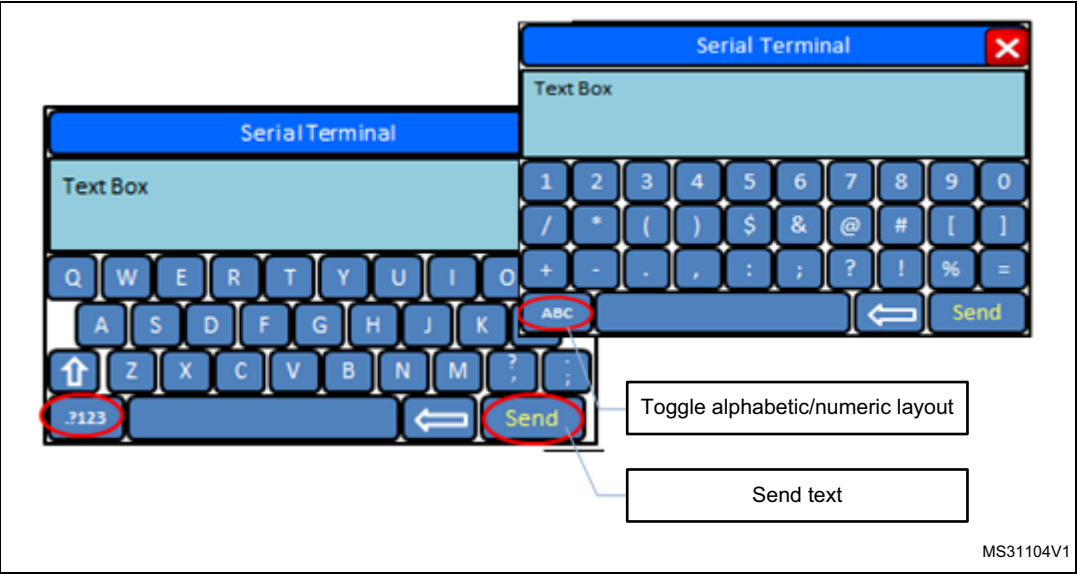 Serial Terminal
Text Box
1 2 3 4 5 6 7 8 9 0
/ * ( ) $ & @ # [ ]
+ - . , : ; ? ! % =
ABC Send
Serial Terminal
Text Box
Q W E R T Y U I O
A S D F G H J K
Z X C V B N M ? , . ;
.?123 Send
Toggle alphabetic/numeric layout
Send text
MS31104V1